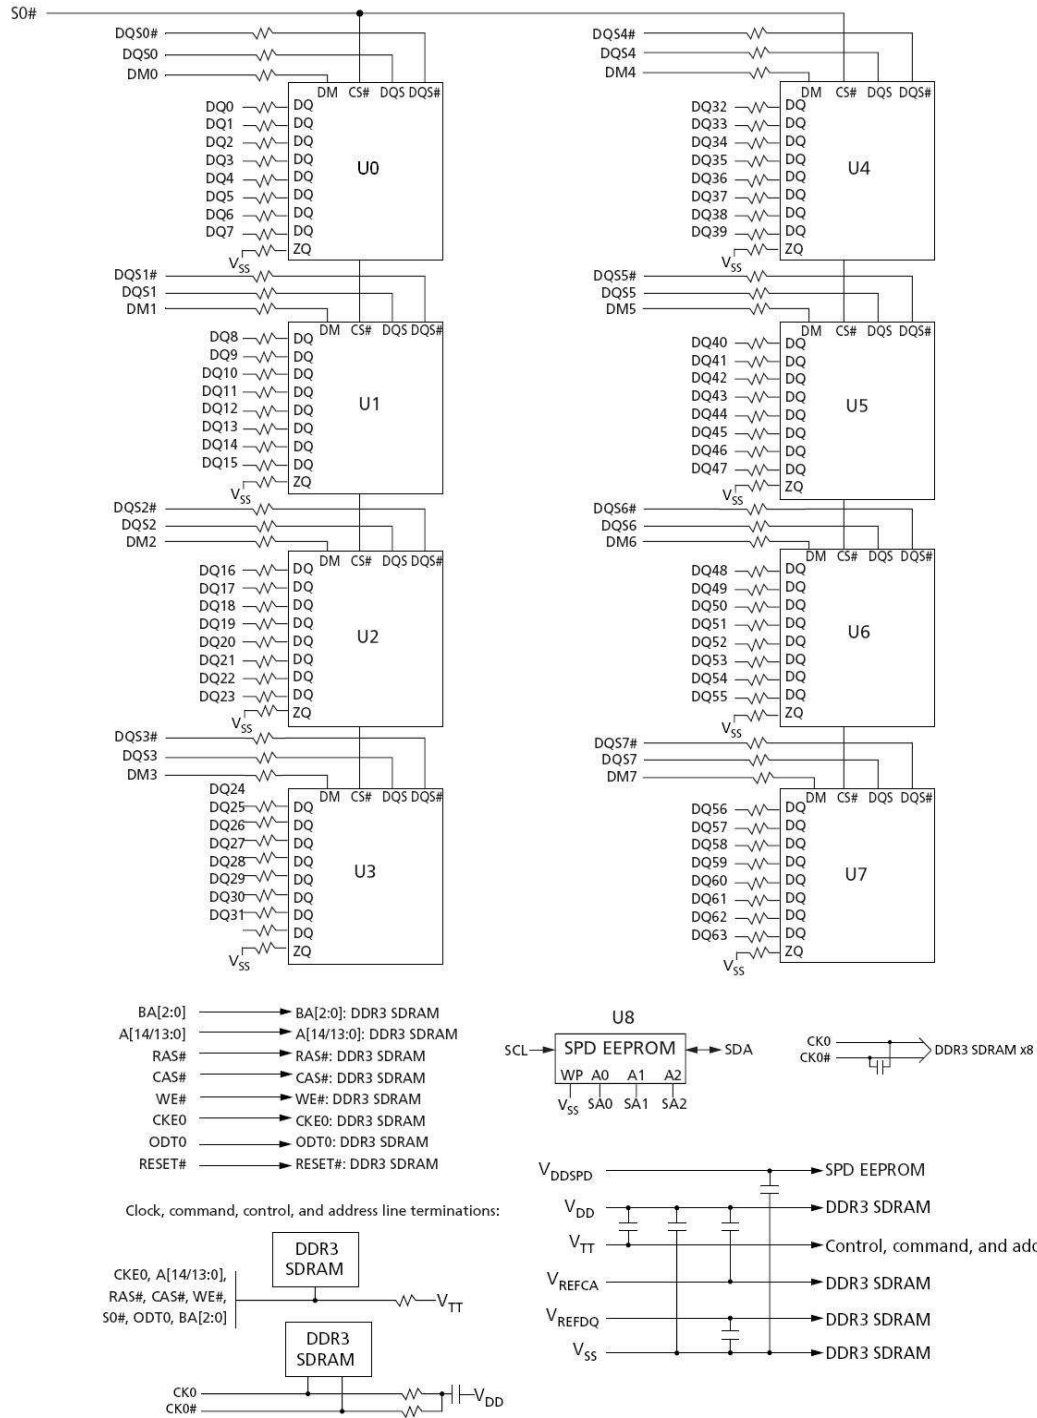 S0#
DQS0#
DQS0
DM0
DM CS# DQS DQS#
DQ0 DQ
DQ1 DQ
DQ2 DQ
DQ3 DQ
DQ4 DQ
DQ5 DQ
DQ6 DQ
DQ7 DQ
ZQ
VSS
U0
DQS1#
DQS1
DM1
DM CS# DQS DQS#
DQ8 DQ
DQ9 DQ
DQ10 DQ
DQ11 DQ
DQ12 DQ
DQ13 DQ
DQ14 DQ
DQ15 DQ
ZQ
VSS
U1
DQS2#
DQS2
DM2
DM CS# DQS DQS#
DQ16 DQ
DQ17 DQ
DQ18 DQ
DQ19 DQ
DQ20 DQ
DQ21 DQ
DQ22 DQ
DQ23 DQ
ZQ
VSS
U2
DQS3#
DQS3
DM3
DM CS# DQS DQS#
DQ24
DQ25 DQ
DQ26 DQ
DQ27 DQ
DQ28 DQ
DQ29 DQ
DQ30 DQ
DQ31 DQ
DQ
ZQ
VSS
U3
DQS4#
DQS4
DM4
DM CS# DQS DQS#
DQ32 DQ
DQ33 DQ
DQ34 DQ
DQ35 DQ
DQ36 DQ
DQ37 DQ
DQ38 DQ
DQ39 DQ
ZQ
VSS
U4
DQS5#
DQS5
DM5
DM CS# DQS DQS#
DQ40 DQ
DQ41 DQ
DQ42 DQ
DQ43 DQ
DQ44 DQ
DQ45 DQ
DQ46 DQ
DQ47 DQ
ZQ
VSS
U5
DQS6#
DQS6
DM6
DM CS# DQS DQS#
DQ48 DQ
DQ49 DQ
DQ50 DQ
DQ51 DQ
DQ52 DQ
DQ53 DQ
DQ54 DQ
DQ55 DQ
ZQ
VSS
U6
DQS7#
DQS7
DM7
DM CS# DQS DQS#
DQ56 DQ
DQ57 DQ
DQ58 DQ
DQ59 DQ
DQ60 DQ
DQ61 DQ
DQ62 DQ
DQ63 DQ
ZQ
VSS
U7
BA[2:0] BA[2:0]: DDR3 SDRAM
A[14/13:0] A[14/13:0]: DDR3 SDRAM
RAS# RAS#: DDR3 SDRAM
CAS# CAS#: DDR3 SDRAM
WE# WE#: DDR3 SDRAM
CKE0 CKE0: DDR3 SDRAM
ODT0 ODT0: DDR3 SDRAM
RESET# RESET#: DDR3 SDRAM
U8
SCL SPD EEPROM SDA
WP A0 A1 A2
VSS SA0 SA1 SA2
CK0
CK0#
DDR3 SDRAM x8
Clock, command, control, and address line terminations:
DDR3
SDRAM
CKE0, A[14/13:0],
RAS#, CAS#, WE#,
S0#, ODT0, BA[2:0]
VTT
DDR3
SDRAM
CK0
CK0#
VDD
VDDSPD SPD EEPROM
VDD DDR3 SDRAM
VTT Control, command, and
VREFCA DDR3 SDRAM
VREFDQ DDR3 SDRAM
VSS DDR3 SDRAM